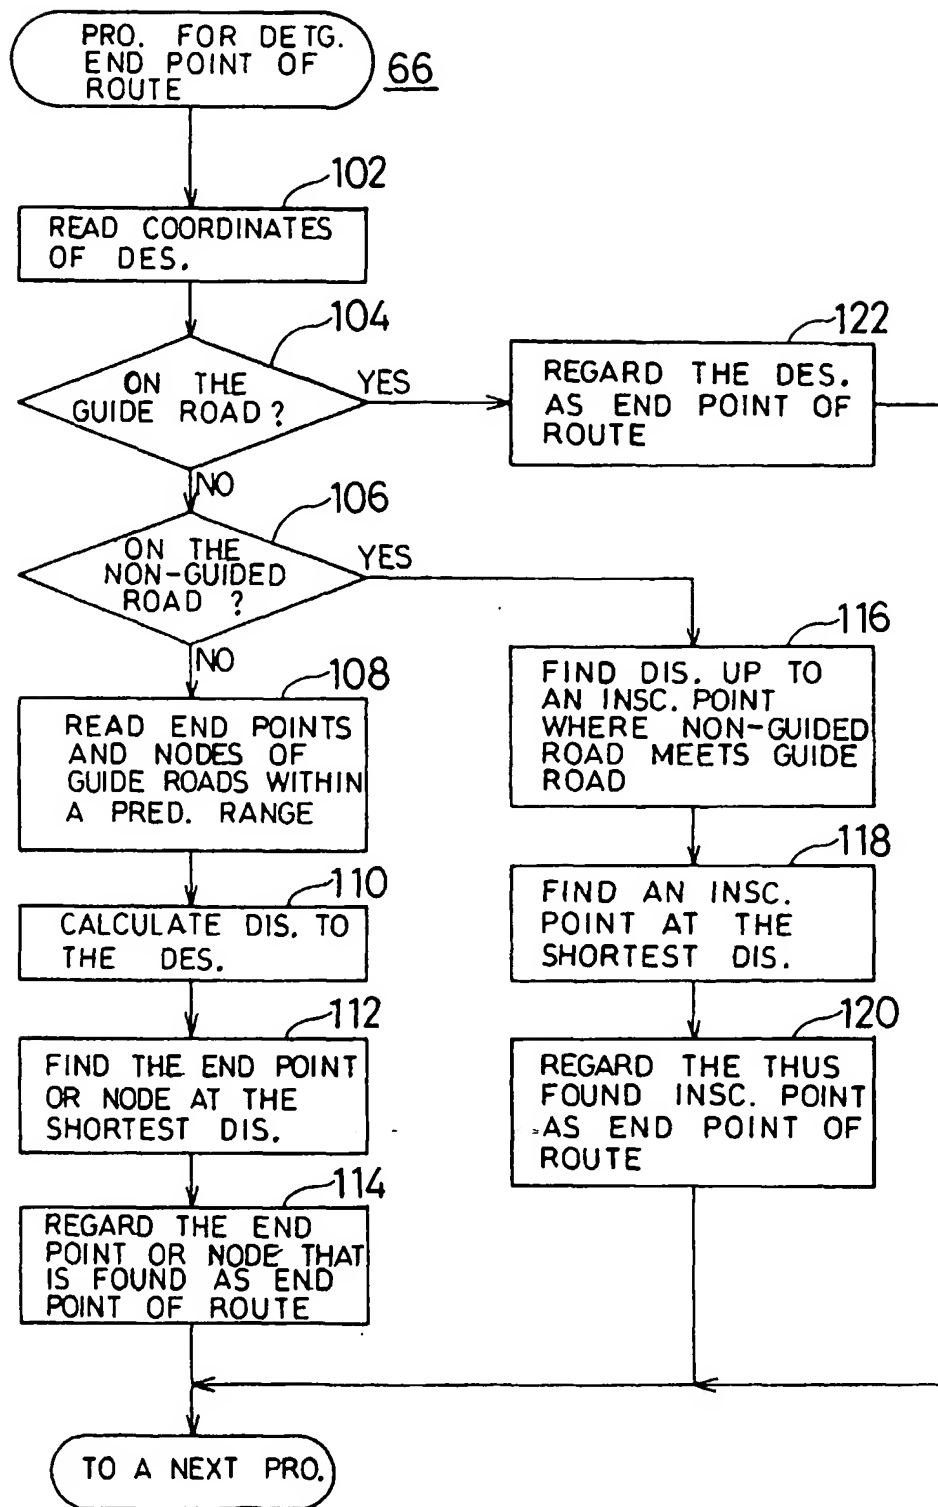 PRO. FOR DETG.
END POINT OF
ROUTE
66
102
READ COORDINATES
OF DES.
104
ON THE
GUIDE ROAD?
YES
NO
122
REGARD THE DES.
AS END POINT OF
ROUTE
106
ON THE
NON-GUIDED
ROAD ?
YES
NO
108
READ END POINTS
AND NODES OF
GUIDE ROADS WITHIN
A PRED. RANGE
110
CALCULATE DIS. TO
THE DES.
112
FIND THE END POINT
OR NODE AT THE
SHORTEST DIS.
114
REGARD THE END
POINT OR NODE THAT
IS FOUND AS END
POINT OF ROUTE
116
FIND DIS. UP TO
AN INSC. POINT
WHERE NON-GUIDED
ROAD MEETS GUIDE
ROAD
118
FIND AN INSC.
POINT AT THE
SHORTEST DIS.
120
REGARD THE THUS
FOUND INSC. POINT
AS END POINT OF
ROUTE
TO A NEXT PRO.